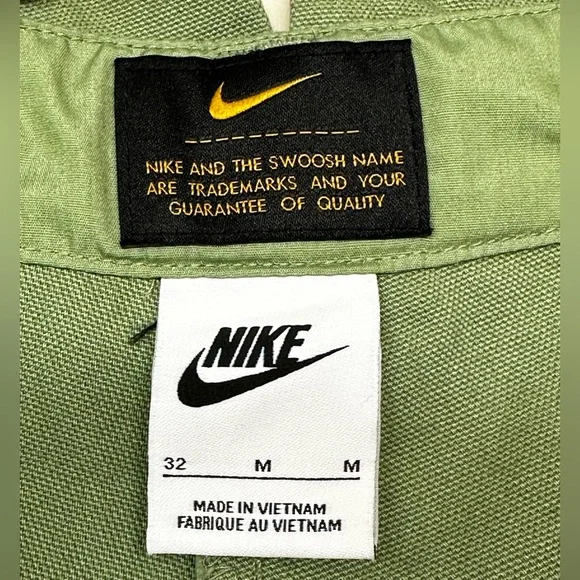 NIKE AND THE SWOOSH NAME
ARE TRADEMARKS AND YOUR
GUARANTEE OF QUALITY
NIKE
32 M M
MADE IN VIETNAM
FABRIQUE AU VIETNAM